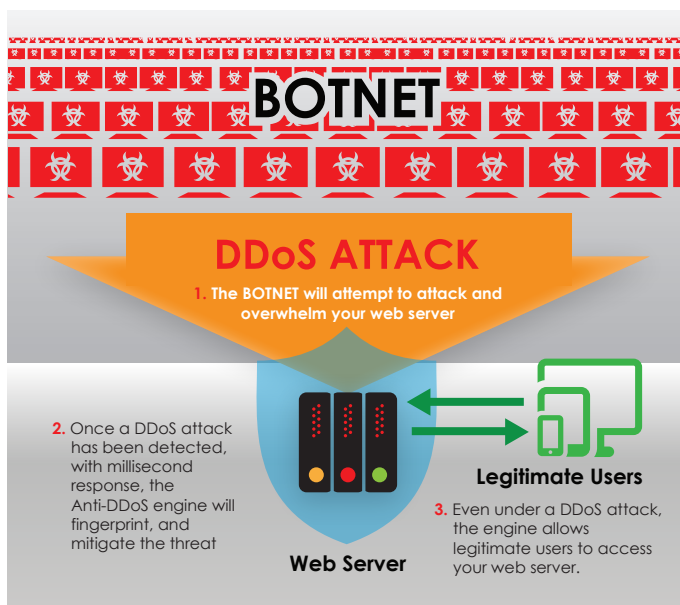 BOTNET
DDoS ATTACK
1. The BOTNET will attempt to attack and
overwhelm your web server
2. Once a DDoS attack
has been detected,
with millisecond
response, the
Anti-DDoS engine will
fingerprint, and
mitigate the threat
Web Server
Legitimate Users
3. Even under a DDoS attack,
the engine allows
legitimate users to access
your web server.